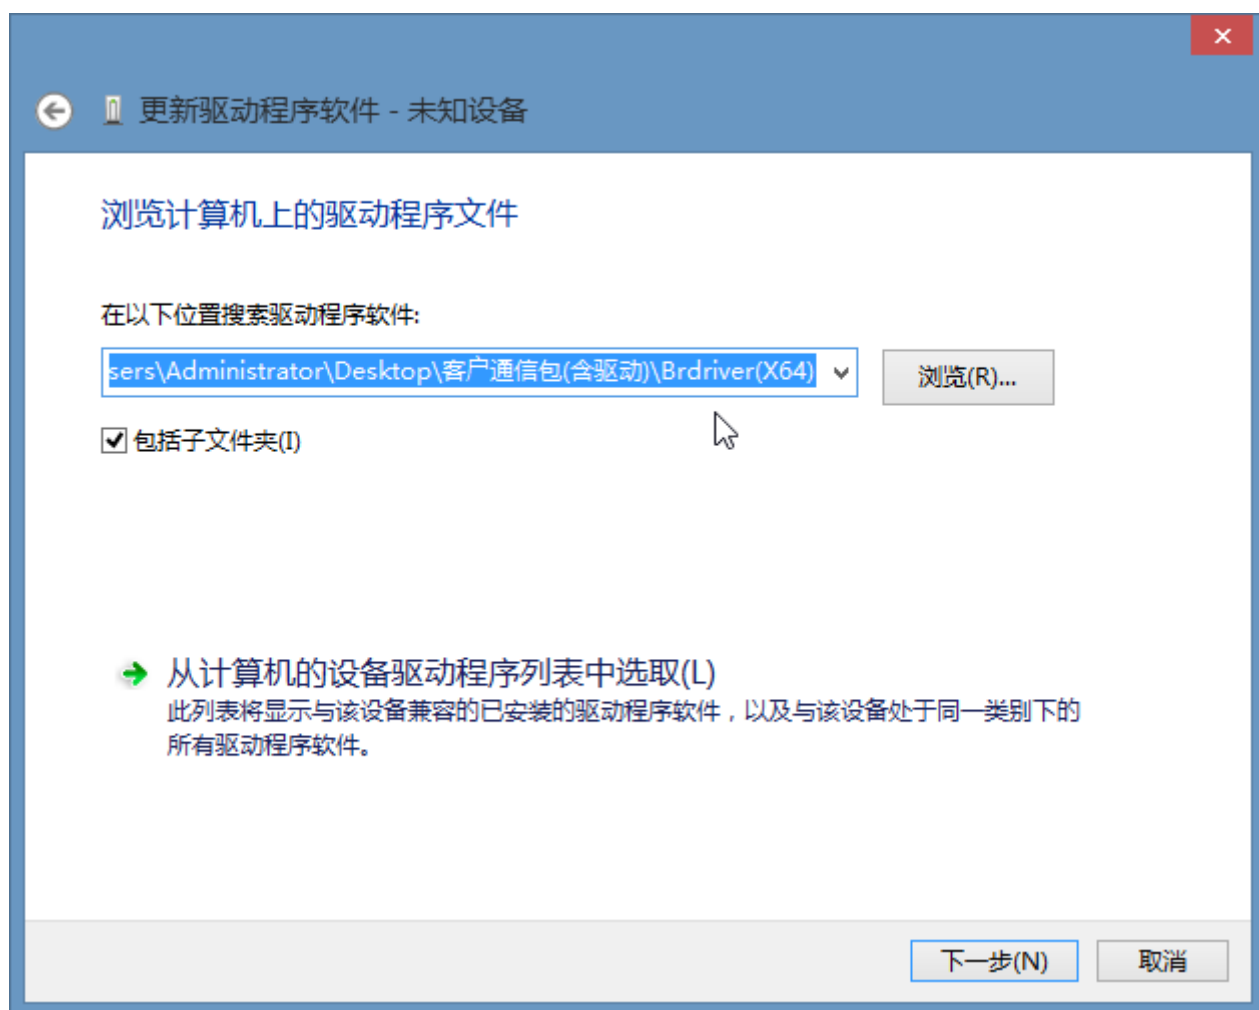 更新驱动程序软件 - 未知设备
浏览计算机上的驱动程序文件
在以下位置搜索驱动程序软件:
sers\Administrator\Desktop\客户通信包(含驱动)\Brdriver(X64)
浏览(R)...
包括子文件夹(I)
从计算机的设备驱动程序列表中选取(L)
此列表将显示与该设备兼容的已安装的驱动程序软件，以及与该设备处于同一类别下的
所有驱动程序软件。
下一步(N)
取消